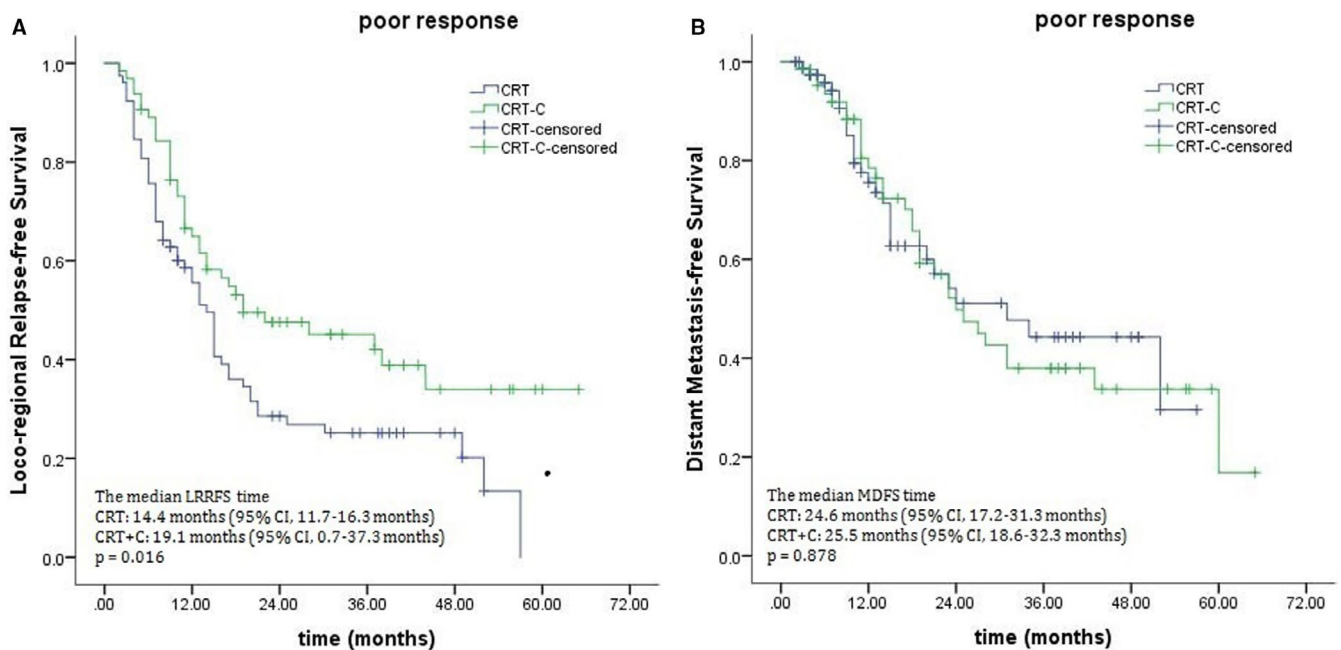 A
poor response
Loco-regional Relapse-free Survival
1.0
0.8
0.6
0.4
0.2
0.0
CRT
CRT-C
CRT-censored
CRT-C-censored
The median LRRFS time
CRT: 14.4 months (95% CI, 11.7-16.3 months)
CRT+C: 19.1 months (95% CI, 0.7-37.3 months)
p = 0.016
.00 12.00 24.00 36.00 48.00 60.00 72.00
time (months)
B
poor response
Distant Metastasis-free Survival
1.0
0.8
0.6
0.4
0.2
0.0
CRT
CRT-C
CRT-censored
CRT-C-censored
The median MDFS time
CRT: 24.6 months (95% CI, 17.2-31.3 months)
CRT+C: 25.5 months (95% CI, 18.6-32.3 months)
p = 0.878
.00 12.00 24.00 36.00 48.00 60.00 72.00
time (months)